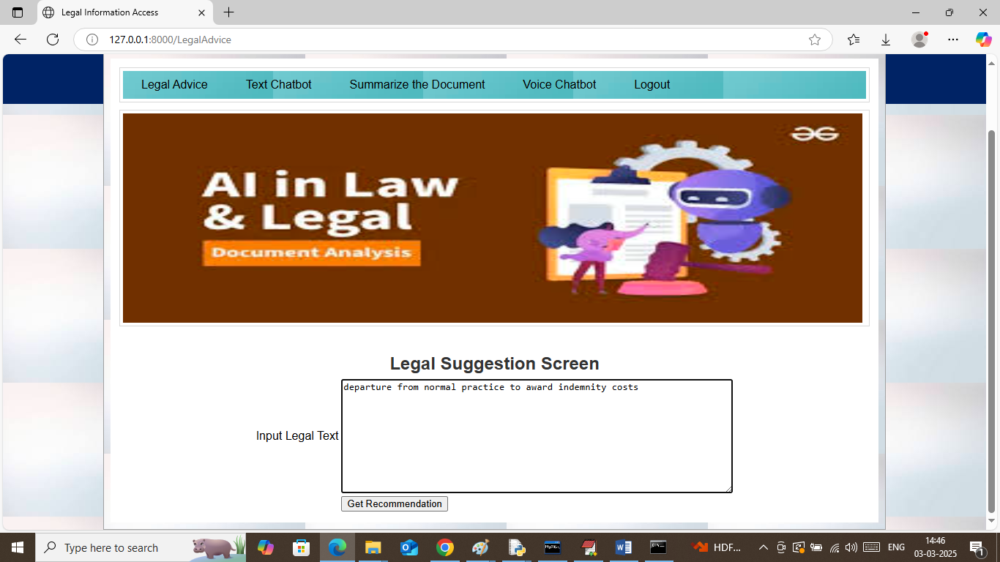 Legal Information Access
127.0.0.1:8000/LegalAdvice
Legal Advice Text Chatbot Summarize the Document Voice Chatbot Logout
AI in Law
& Legal
Document Analysis
Legal Suggestion Screen
departure from normal practice to award indemnity costs
Input Legal Text
Get Recommendation
Type here to search
HDF...
ENG
14:46
03-03-2025
1